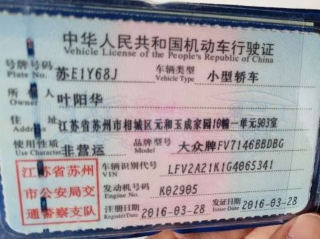 中华人民共和国机动车行驶证
Vehicle License of the People's Republic of China
号牌号码 Plate No. 苏E1Y68J 车辆类型 Vehicle Type 小型轿车
所有人 叶阳华
江苏省苏州市相城区元和玉成家园10幢一单元503室
使用性质 Use Character 非营运 品牌型号 Model 大众牌FV7146BBDBG
江苏省苏州市公安局交通警察支队
车辆识别代号 VIN LFV2A21K1G4065341
发动机号码 Engine No. K02905
注册日期 Register Date 2016-03-28 发证日期 Issue Date 2016-03-28